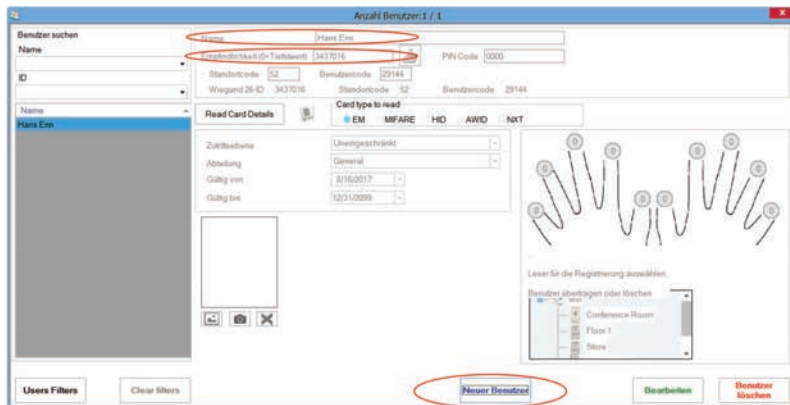 Anzahl Benutzer:1 / 1
x
Benutzer suchen
Name
ID
Name
Hans Enn
Name Hans Enn
Empfindlichkeit (0=Tiefstwert) 3437016 PIN Code 0000
Standortcode 52 Benutzercode 29144
Wiegand 26-ID 3437016 Standortcode 52 Benutzercode 29144
Read Card Details
Card type to read
EM MIFARE HID AWID NXT
Zutrittsebene Uneingeschränkt
Abteilung General
Gültig von 8/16/2017
Gültig bis 12/31/2099
0 0 0 0 0 0 0 0 0 0
Leser für die Registrierung auswählen.
Benutzer übertragen oder löschen
Conference Room
Floor 1
Store
Users Filters
Clear filters
Neuer Benutzer
Bearbeiten
Benutzer
löschen